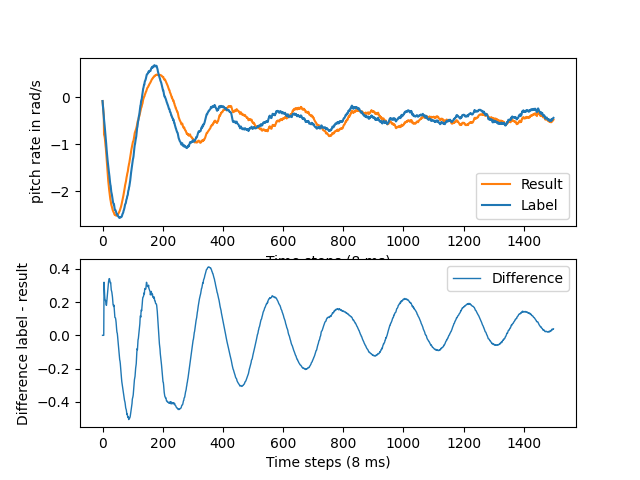 pitch rate in rad/s
0
−1
−2
Result
Label
0 200 400 600 800 1000 1200 1400
Time steps (8 ms)
Difference label - result
0.4
0.2
0.0
−0.2
−0.4
Difference
0 200 400 600 800 1000 1200 1400
Time steps (8 ms)